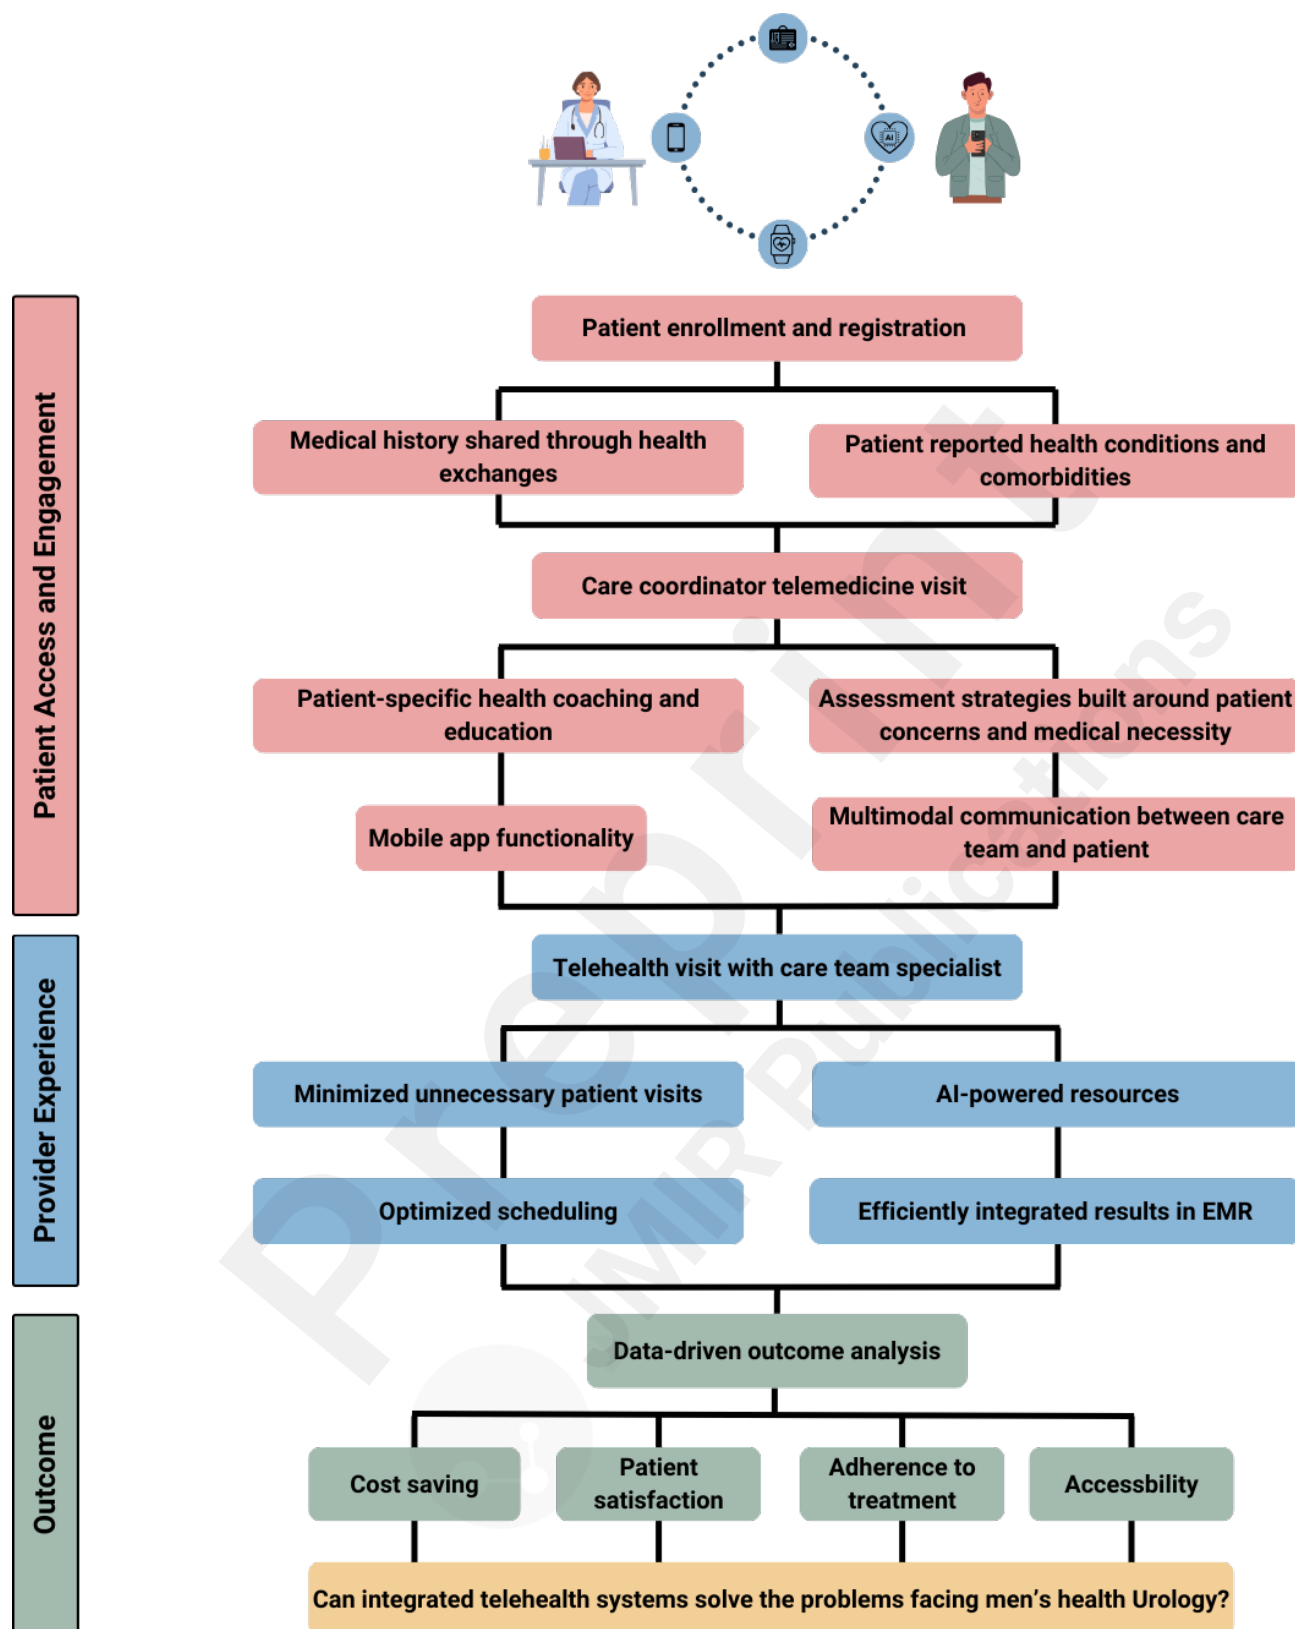 AI
Patient Access and Engagement
Patient enrollment and registration
Medical history shared through health
exchanges
Patient reported health conditions and
comorbidities
Care coordinator telemedicine visit
Patient-specific health coaching and
education
Assessment strategies built around patient
concerns and medical necessity
Mobile app functionality
Multimodal communication between care
team and patient
Provider Experience
Telehealth visit with care team specialist
Minimized unnecessary patient visits
AI-powered resources
Optimized scheduling
Efficiently integrated results in EMR
Outcome
Data-driven outcome analysis
Cost saving
Patient
satisfaction
Adherence to
treatment
Accessbility
Can integrated telehealth systems solve the problems facing men’s health Urology?
Preprint
JMIR Publications